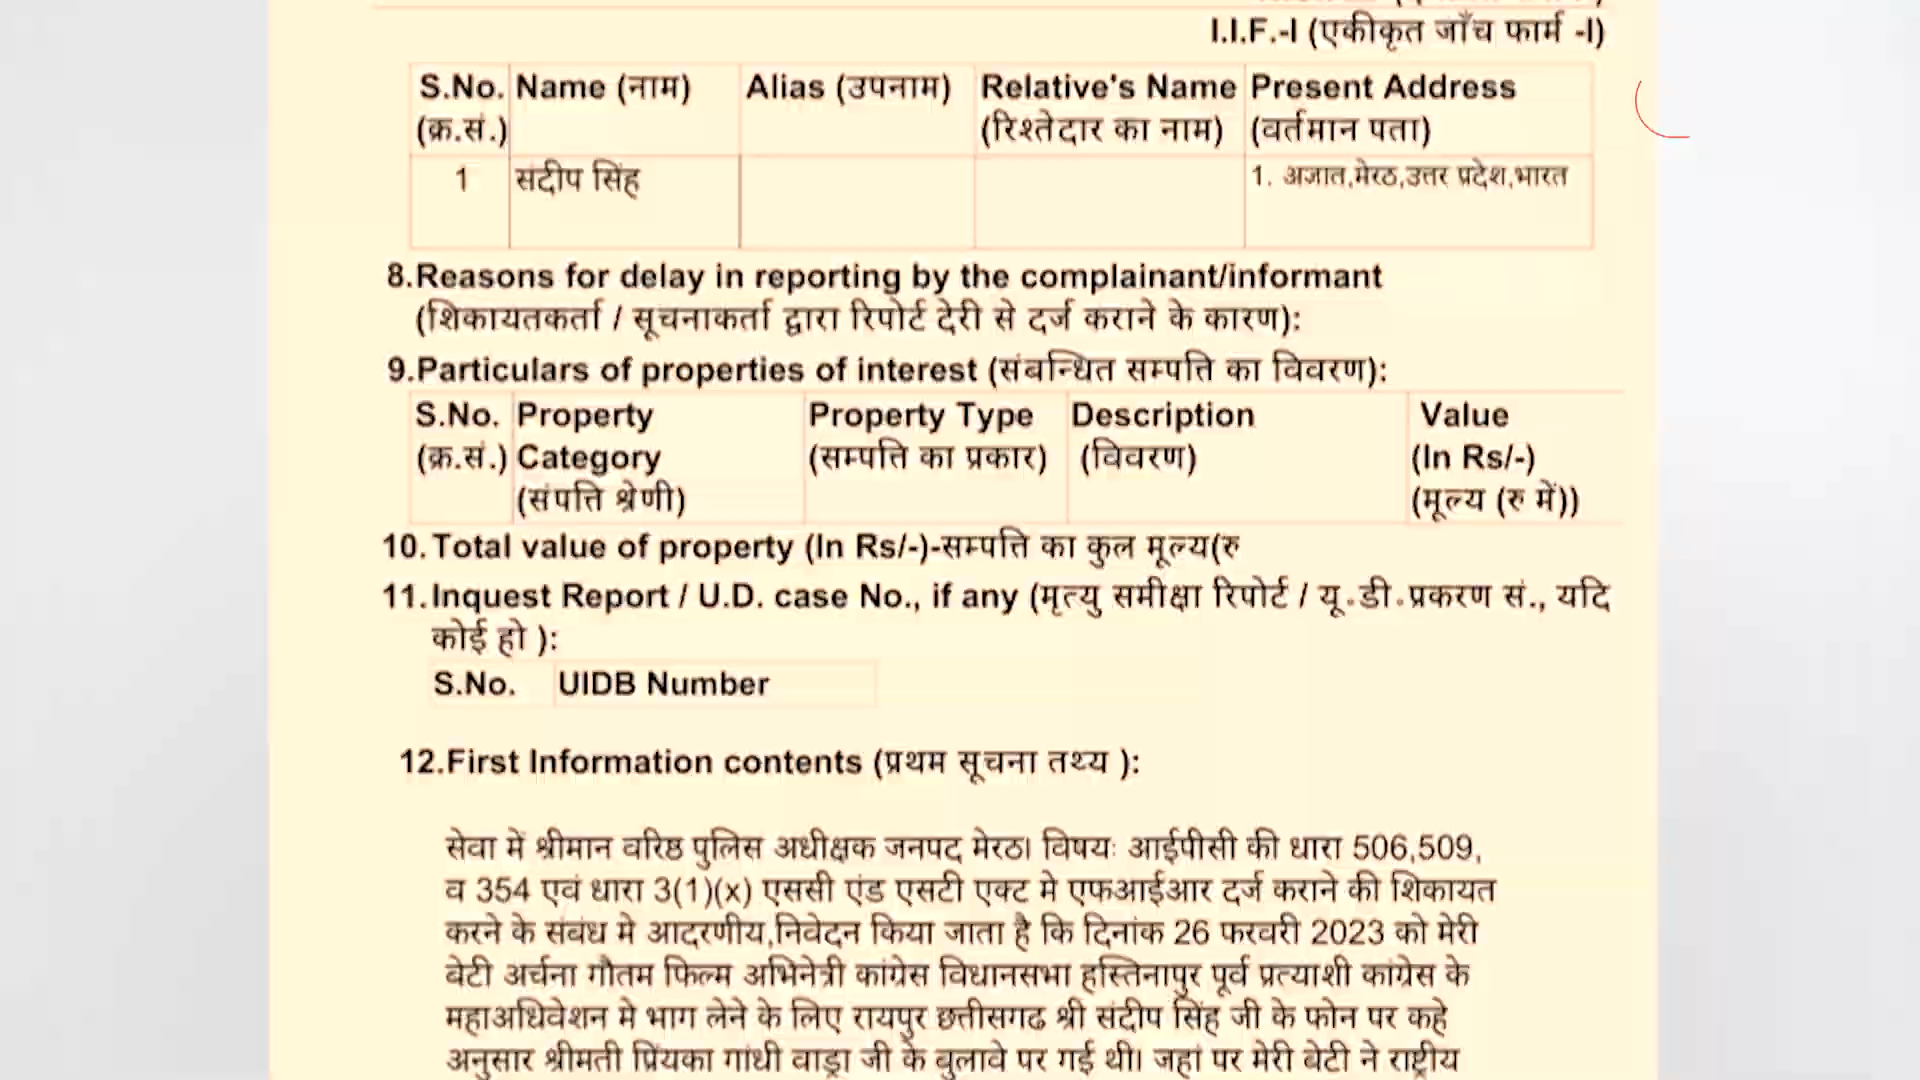 I.I.F.-I (एकीकृत जाँच फार्म -I)
S.No. Name (नाम) Alias (उपनाम) Relative's Name Present Address
(क्र.सं.) (रिश्तेदार का नाम) (वर्तमान पता)
1 संदीप सिंह 1. अजात,मेरठ,उत्तर प्रदेश,भारत
8.Reasons for delay in reporting by the complainant/informant
(शिकायतकर्ता / सूचनाकर्ता द्वारा रिपोर्ट देरी से दर्ज कराने के कारण):
9.Particulars of properties of interest (संबन्धित सम्पत्ति का विवरण):
S.No. Property Property Type Description Value
(क्र.सं.) Category (सम्पत्ति का प्रकार) (विवरण) (In Rs/-)
(संपत्ति श्रेणी) (मूल्य (रु में))
10. Total value of property (In Rs/-)-सम्पत्ति का कुल मूल्य(रु
11. Inquest Report / U.D. case No., if any (मृत्यु समीक्षा रिपोर्ट / यू.डी.प्रकरण सं., यदि
कोई हो ):
S.No. UIDB Number
12.First Information contents (प्रथम सूचना तथ्य ):
सेवा में श्रीमान वरिष्ठ पुलिस अधीक्षक जनपद मेरठ। विषयः आईपीसी की धारा 506,509,
व 354 एवं धारा 3(1)(x) एससी एंड एसटी एक्ट मे एफआईआर दर्ज कराने की शिकायत
करने के संबंध मे आदरणीय,निवेदन किया जाता है कि दिनांक 26 फरवरी 2023 को मेरी
बेटी अर्चना गौतम फिल्म अभिनेत्री कांग्रेस विधानसभा हस्तिनापुर पूर्व प्रत्याशी कांग्रेस के
महाअधिवेशन मे भाग लेने के लिए रायपुर छत्तीसगढ श्री संदीप सिंह जी के फोन पर कहे
अनुसार श्रीमती प्रियका गांधी वाड्रा जी के बुलावे पर गई थी। जहां पर मेरी बेटी ने राष्ट्रीय